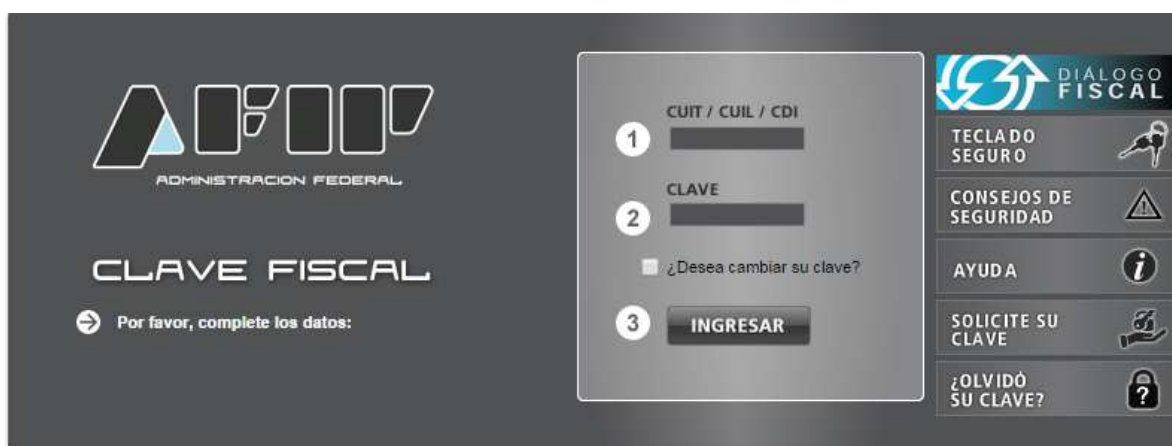 AFIP
ADMINISTRACION FEDERAL
CLAVE FISCAL
Por favor, complete los datos:
CUIT / CUIL / CDI
1
CLAVE
2
¿Desea cambiar su clave?
3
INGRESAR
DIÁLOGO
FISCAL
TECLADO
SEGURO
CONSEJOS DE
SEGURIDAD
AYUDA
SOLICITE SU
CLAVE
¿OLVIDÓ
SU CLAVE?